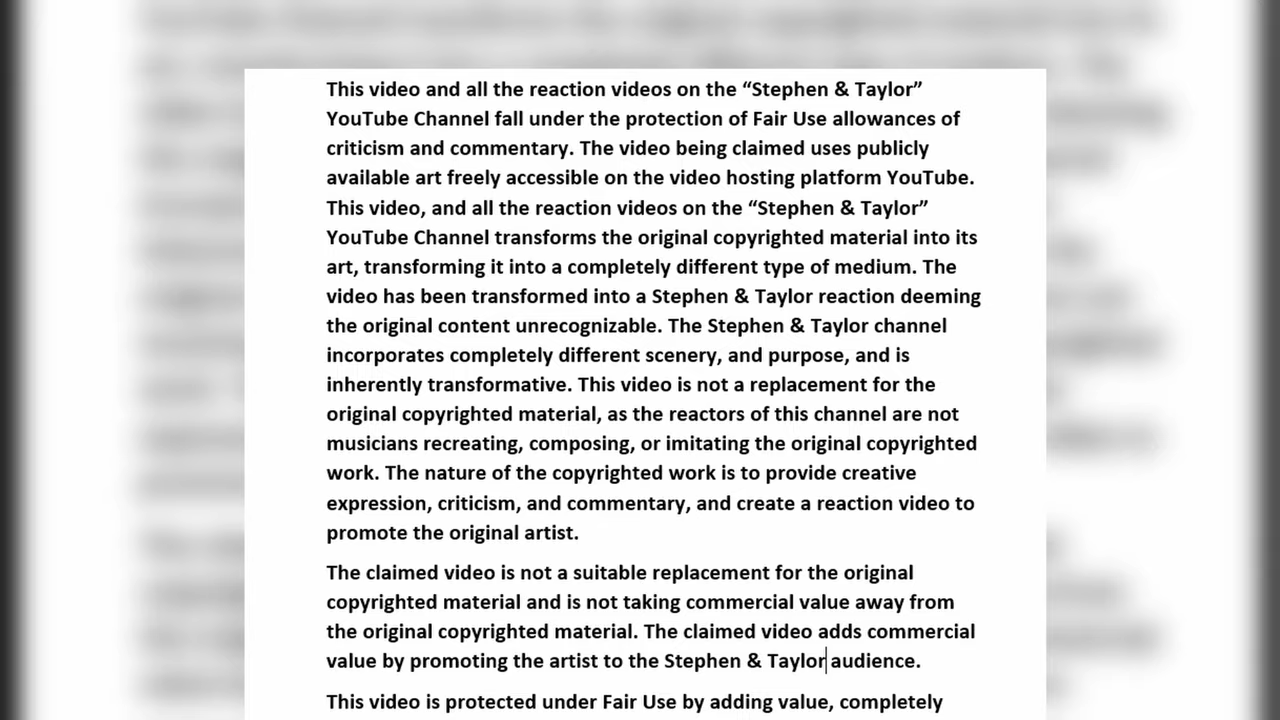 This video and all the reaction videos on the “Stephen & Taylor”
YouTube Channel fall under the protection of Fair Use allowances of
criticism and commentary. The video being claimed uses publicly
available art freely accessible on the video hosting platform YouTube.
This video, and all the reaction videos on the “Stephen & Taylor”
YouTube Channel transforms the original copyrighted material into its
art, transforming it into a completely different type of medium. The
video has been transformed into a Stephen & Taylor reaction deeming
the original content unrecognizable. The Stephen & Taylor channel
incorporates completely different scenery, and purpose, and is
inherently transformative. This video is not a replacement for the
original copyrighted material, as the reactors of this channel are not
musicians recreating, composing, or imitating the original copyrighted
work. The nature of the copyrighted work is to provide creative
expression, criticism, and commentary, and create a reaction video to
promote the original artist.
The claimed video is not a suitable replacement for the original
copyrighted material and is not taking commercial value away from
the original copyrighted material. The claimed video adds commercial
value by promoting the artist to the Stephen & Taylor audience.
This video is protected under Fair Use by adding value, completely